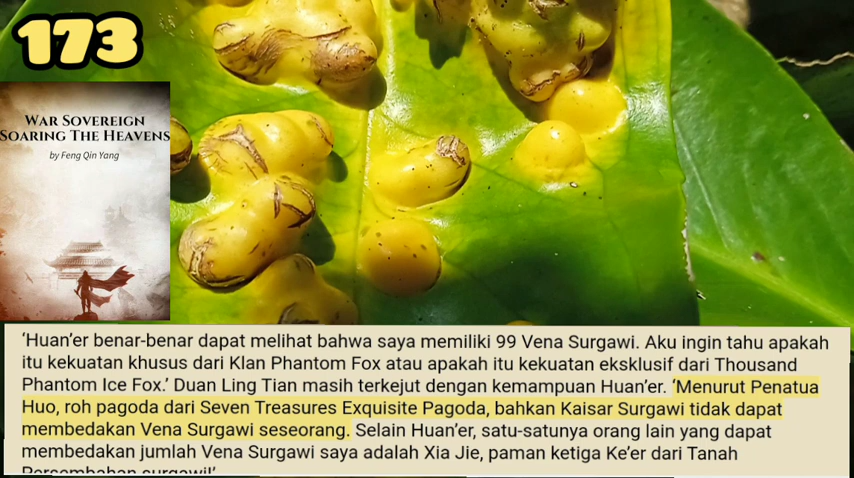 173
WAR SOVEREIGN
SOARING THE HEAVENS
by Feng Qin Yang
‘Huan’er benar-benar dapat melihat bahwa saya memiliki 99 Vena Surgawi. Aku ingin tahu apakah
itu kekuatan khusus dari Klan Phantom Fox atau apakah itu kekuatan eksklusif dari Thousand
Phantom Ice Fox.’ Duan Ling Tian masih terkejut dengan kemampuan Huan’er. ‘Menurut Penatua
Huo, roh pagoda dari Seven Treasures Exquisite Pagoda, bahkan Kaisar Surgawi tidak dapat
membedakan Vena Surgawi seseorang. Selain Huan’er, satu-satunya orang lain yang dapat
membedakan jumlah Vena Surgawi saya adalah Xia Jie, paman ketiga Ke’er dari Tanah
Persembahan surgawi!’